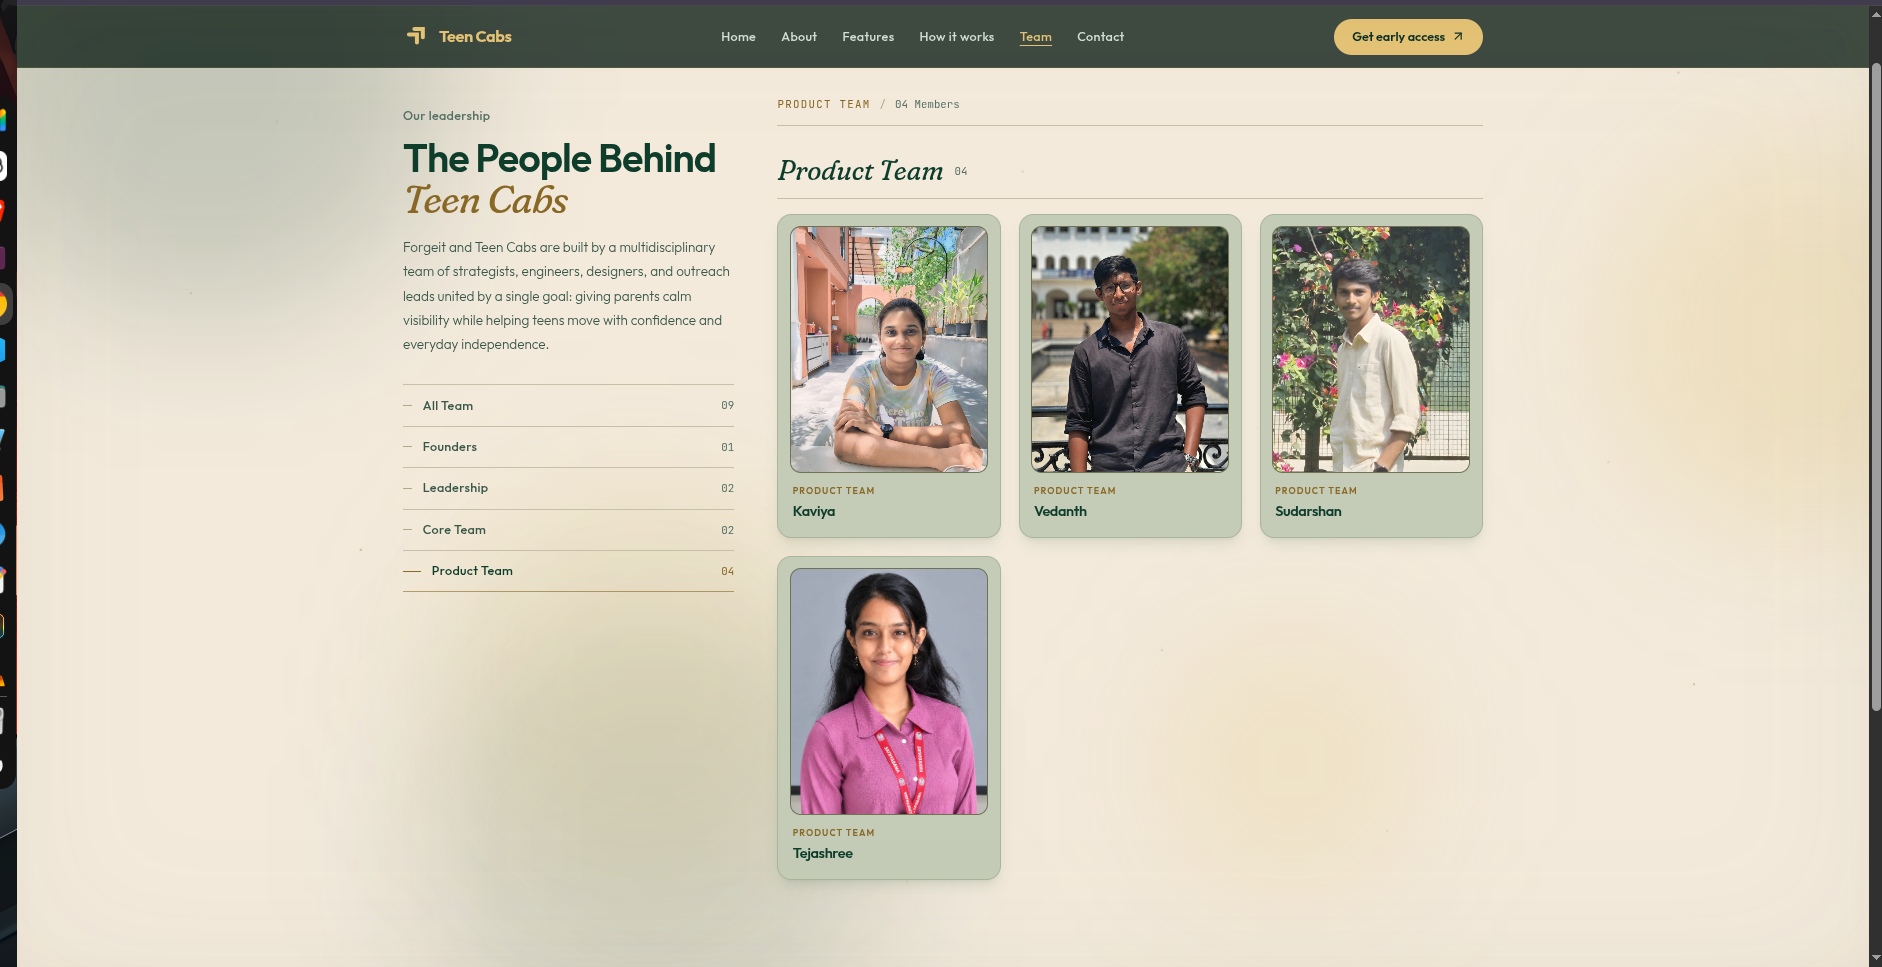 Teen Cabs
Home
About
Features
How it works
Team
Contact
Get early access
Our leadership
The People Behind
Teen Cabs
Forgeit and Teen Cabs are built by a multidisciplinary
team of strategists, engineers, designers, and outreach
leads united by a single goal: giving parents calm
visibility while helping teens move with confidence and
everyday independence.
All Team 09
Founders 01
Leadership 02
Core Team 02
Product Team 04
PRODUCT TEAM / 04 Members
Product Team 04
PRODUCT TEAM
Kaviya
PRODUCT TEAM
Vedanth
PRODUCT TEAM
Sudarshan
PRODUCT TEAM
Tejashree